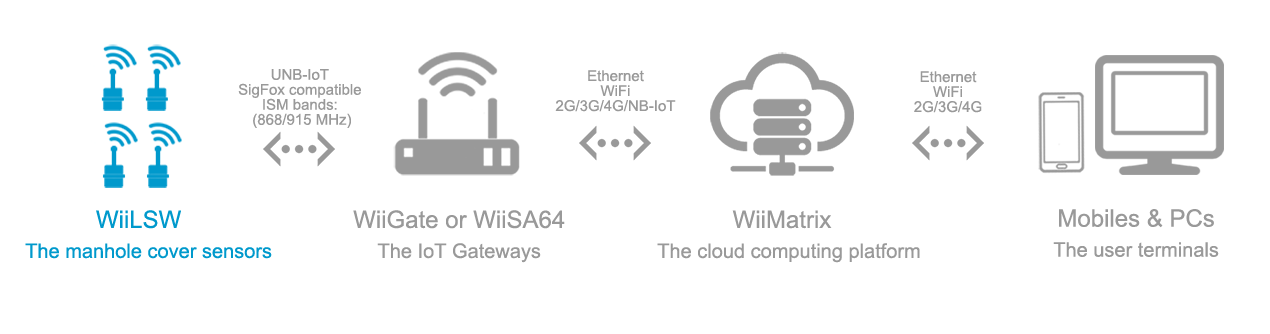 UNB-IoT
SigFox compatible
ISM bands:
(868/915 MHz)
Ethernet
WiFi
2G/3G/4G/NB-IoT
Ethernet
WiFi
2G/3G/4G
WiiLSW
The manhole cover sensors
WiiGate or WiiSA64
The IoT Gateways
WiiMatrix
The cloud computing platform
Mobiles & PCs
The user terminals